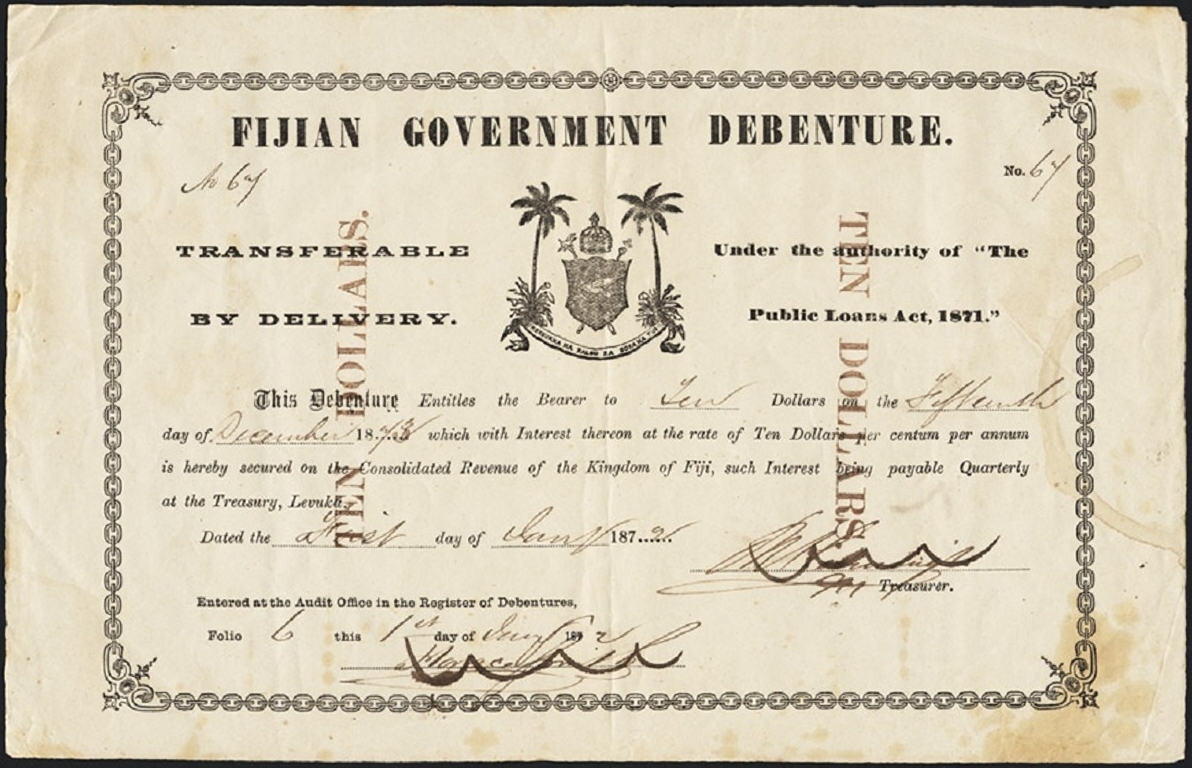 FIJIAN GOVERNMENT DEBENTURE.
No 67
No. 67
TRANSFERABLE
BY DELIVERY.
Under the authority of "The
Public Loans Act, 1871."
TEN DOLLARS.
TEN DOLLARS
This Debenture Entitles the Bearer to Ten Dollars on the Fifteenth
day of December 1873 which with Interest thereon at the rate of Ten Dollars per centum per annum
is hereby secured on the Consolidated Revenue of the Kingdom of Fiji, such Interest being payable Quarterly
at the Treasury, Levuka.
Dated the First day of Jany 1872
Treasurer.
Entered at the Audit Office in the Register of Debentures,
Folio 6 this 1st day of Jany 1872